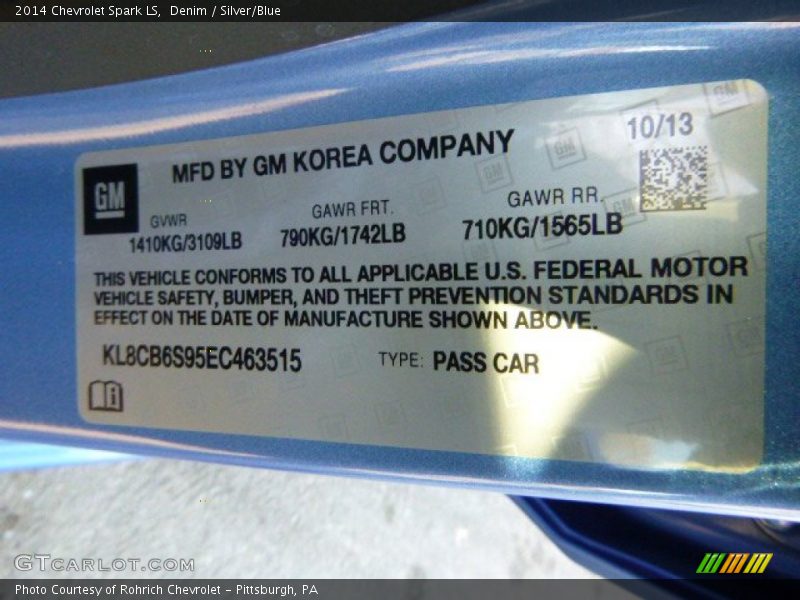 2014 Chevrolet Spark LS,  Denim / Silver/Blue
10/13
MFD BY GM KOREA COMPANY
GM
GVWR GAWR FRT. GAWR RR.
1410KG/3109LB 790KG/1742LB 710KG/1565LB
THIS VEHICLE CONFORMS TO ALL APPLICABLE U.S. FEDERAL MOTOR
VEHICLE SAFETY, BUMPER, AND THEFT PREVENTION STANDARDS IN
EFFECT ON THE DATE OF MANUFACTURE SHOWN ABOVE.
KL8CB6S95EC463515 TYPE: PASS CAR
GTCARLOT.COM
Photo Courtesy of Rohrich Chevrolet - Pittsburgh, PA